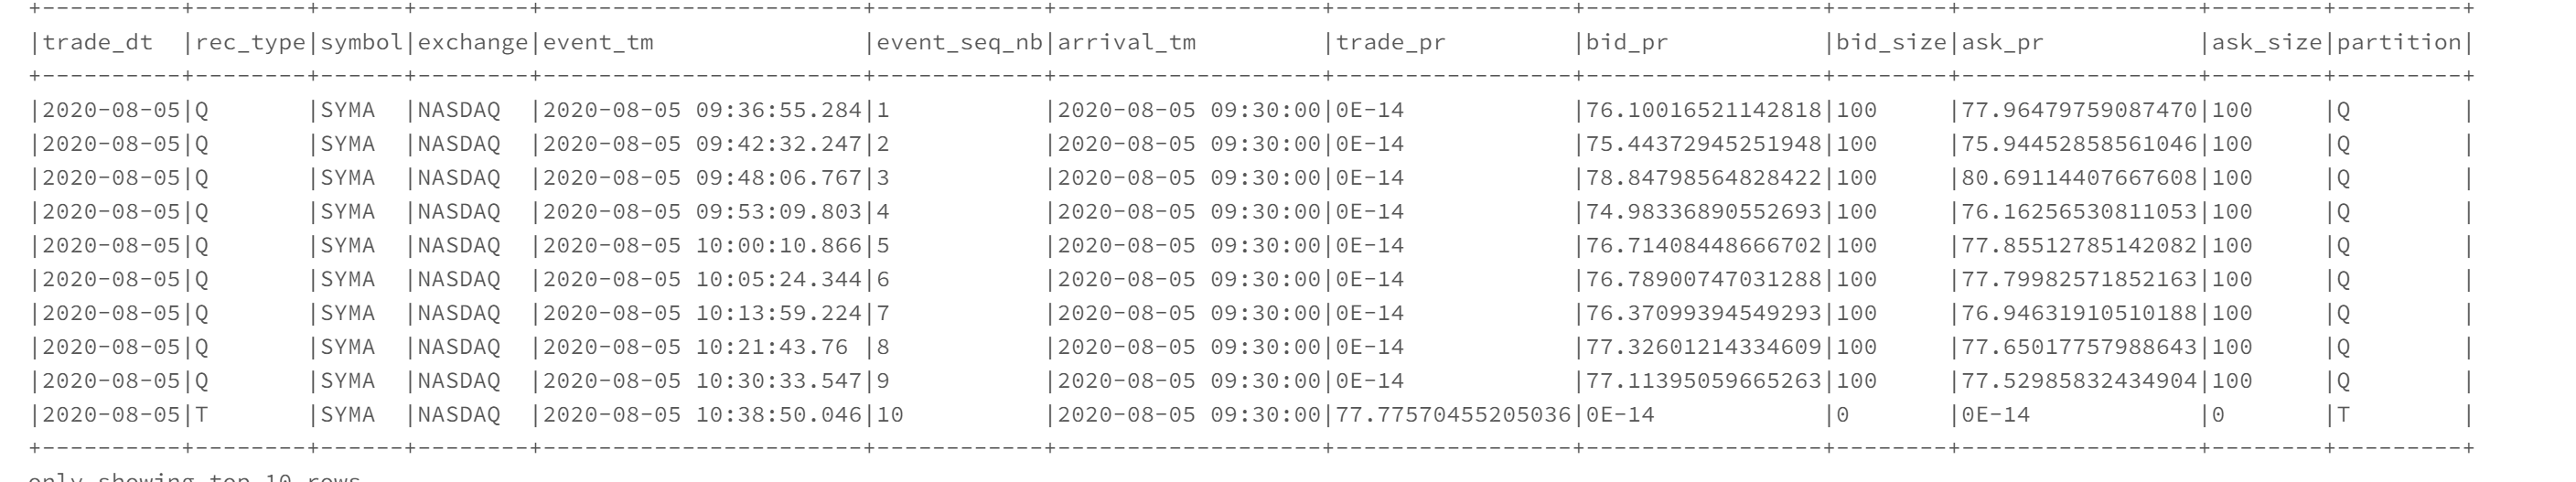 +----------+--------+------+--------+-----------------------+------------+-------------------+-----------------+-----------------+--------+-----------------+--------+---------+
|trade_dt  |rec_type|symbol|exchange|event_tm               |event_seq_nb|arrival_tm         |trade_pr         |bid_pr           |bid_size|ask_pr           |ask_size|partition|
+----------+--------+------+--------+-----------------------+------------+-------------------+-----------------+-----------------+--------+-----------------+--------+---------+
|2020-08-05|Q       |SYMA  |NASDAQ  |2020-08-05 09:36:55.284|1           |2020-08-05 09:30:00|0E-14            |76.10016521142818|100     |77.96479759087470|100     |Q        |
|2020-08-05|Q       |SYMA  |NASDAQ  |2020-08-05 09:42:32.247|2           |2020-08-05 09:30:00|0E-14            |75.44372945251948|100     |75.94452858561046|100     |Q        |
|2020-08-05|Q       |SYMA  |NASDAQ  |2020-08-05 09:48:06.767|3           |2020-08-05 09:30:00|0E-14            |78.84798564828422|100     |80.69114407667608|100     |Q        |
|2020-08-05|Q       |SYMA  |NASDAQ  |2020-08-05 09:53:09.803|4           |2020-08-05 09:30:00|0E-14            |74.98336890552693|100     |76.16256530811053|100     |Q        |
|2020-08-05|Q       |SYMA  |NASDAQ  |2020-08-05 10:00:10.866|5           |2020-08-05 09:30:00|0E-14            |76.71408448666702|100     |77.85512785142082|100     |Q        |
|2020-08-05|Q       |SYMA  |NASDAQ  |2020-08-05 10:05:24.344|6           |2020-08-05 09:30:00|0E-14            |76.78900747031288|100     |77.79982571852163|100     |Q        |
|2020-08-05|Q       |SYMA  |NASDAQ  |2020-08-05 10:13:59.224|7           |2020-08-05 09:30:00|0E-14            |76.37099394549293|100     |76.94631910510188|100     |Q        |
|2020-08-05|Q       |SYMA  |NASDAQ  |2020-08-05 10:21:43.76 |8           |2020-08-05 09:30:00|0E-14            |77.32601214334609|100     |77.65017757988643|100     |Q        |
|2020-08-05|Q       |SYMA  |NASDAQ  |2020-08-05 10:30:33.547|9           |2020-08-05 09:30:00|0E-14            |77.11395059665263|100     |77.52985832434904|100     |Q        |
|2020-08-05|T       |SYMA  |NASDAQ  |2020-08-05 10:38:50.046|10          |2020-08-05 09:30:00|77.77570455205036|0E-14            |0       |0E-14            |0       |T        |
+----------+--------+------+--------+-----------------------+------------+-------------------+-----------------+-----------------+--------+-----------------+--------+---------+
only showing top 10 rows